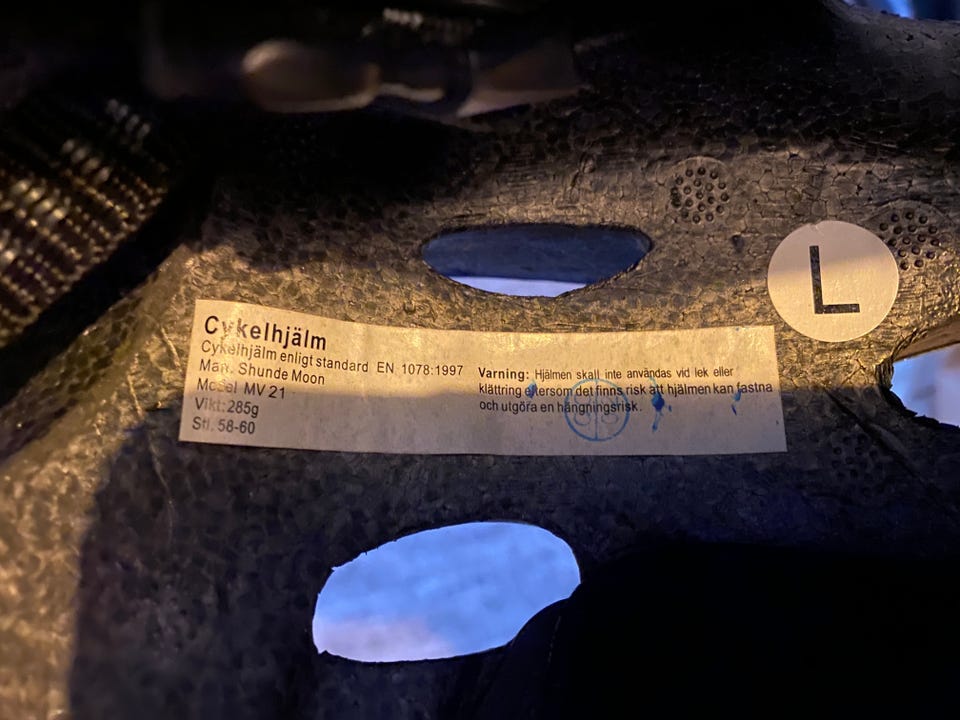 Cykelhjälm
Cykelhjälm enligt standard EN 1078:1997
Man. Shunde Moon
Model MV 21
Vikt:285g
Stl. 58-60
Varning: Hjälmen skall inte användas vid lek eller
klättring eftersom det finns risk att hjälmen kan fastna
och utgöra en hängningsrisk.
L